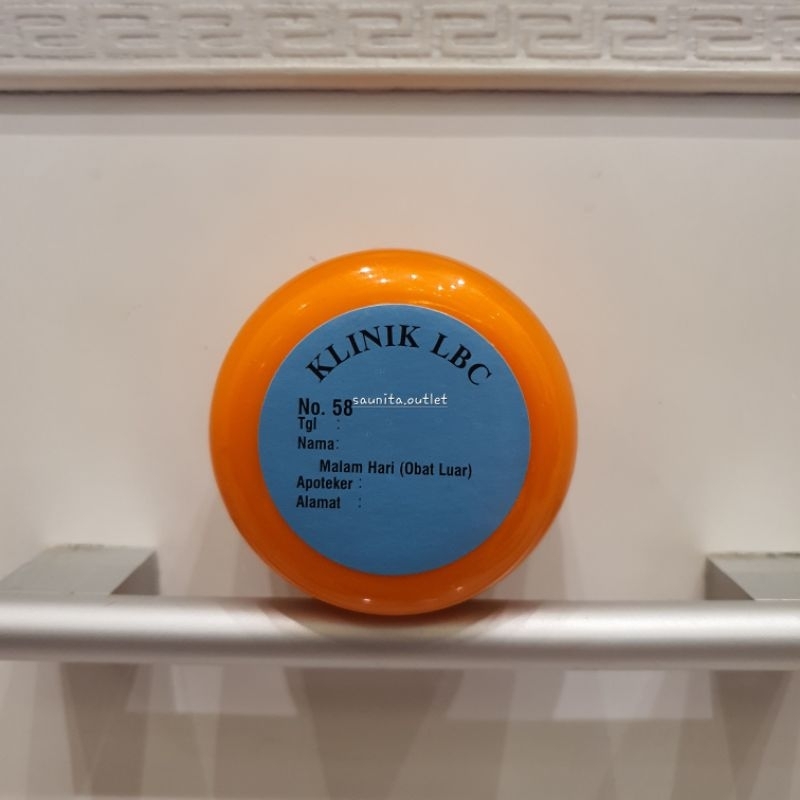 KLINIK LBC
No. 58
saunita.outlet
Tgl :
Nama:
Malam Hari (Obat Luar)
Apoteker :
Alamat :